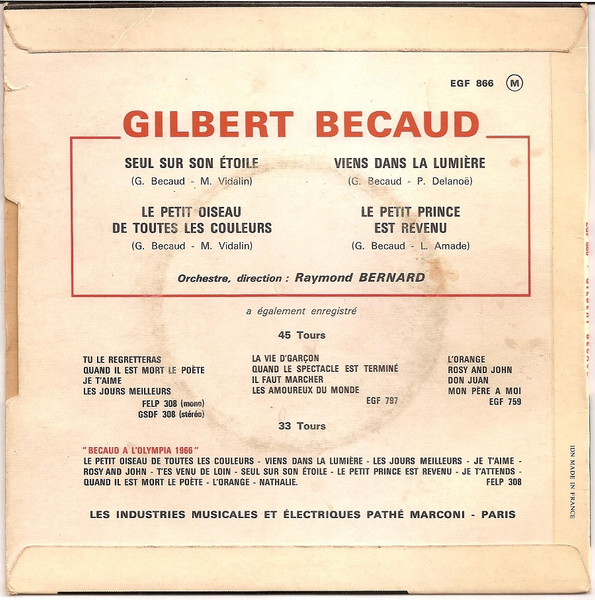 EGF 866 M
GILBERT BECAUD
SEUL SUR SON ÉTOILE
(G. Becaud - M. Vidalin)
VIENS DANS LA LUMIÈRE
(G. Becaud - P. Delanoë)
LE PETIT OISEAU
DE TOUTES LES COULEURS
(G. Becaud - M. Vidalin)
LE PETIT PRINCE
EST REVENU
(G. Becaud - L. Amade)
Orchestre, direction : Raymond BERNARD
a également enregistré
45 Tours
TU LE REGRETTERAS
QUAND IL EST MORT LE POÈTE
JE T'AIME
LES JOURS MEILLEURS
FELP 308 (mono)
GSDF 308 (stéréo)
LA VIE D'GARÇON
QUAND LE SPECTACLE EST TERMINÉ
IL FAUT MARCHER
LES AMOUREUX DU MONDE
EGF 797
L'ORANGE
ROSY AND JOHN
DON JUAN
MON PÈRE A MOI
EGF 759
33 Tours
"BECAUD A L'OLYMPIA 1966"
LE PETIT OISEAU DE TOUTES LES COULEURS - VIENS DANS LA LUMIÈRE - LES JOURS MEILLEURS - JE T'AIME -
ROSY AND JOHN - T'ES VENU DE LOIN - SEUL SUR SON ÉTOILE - LE PETIT PRINCE EST REVENU - J'ATTENDS -
QUAND IL EST MORT LE POÈTE - L'ORANGE - NATHALIE. FELP 308
LES INDUSTRIES MUSICALES ET ÉLECTRIQUES PATHÉ MARCONI - PARIS
MADE IN FRANCE